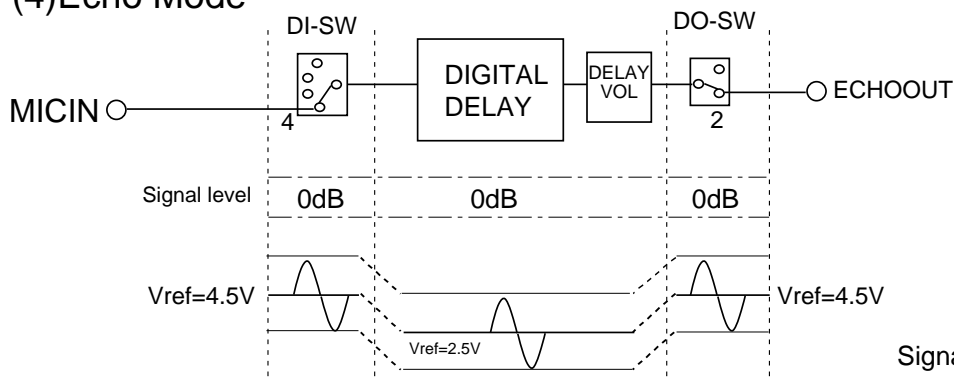 (4)Echo Mode
DI-SW
DO-SW
MICIN
4
DIGITAL
DELAY
DELAY
VOL
2
ECHOOUT
Signal level
0dB
0dB
0dB
Vref=4.5V
Vref=2.5V
Vref=4.5V